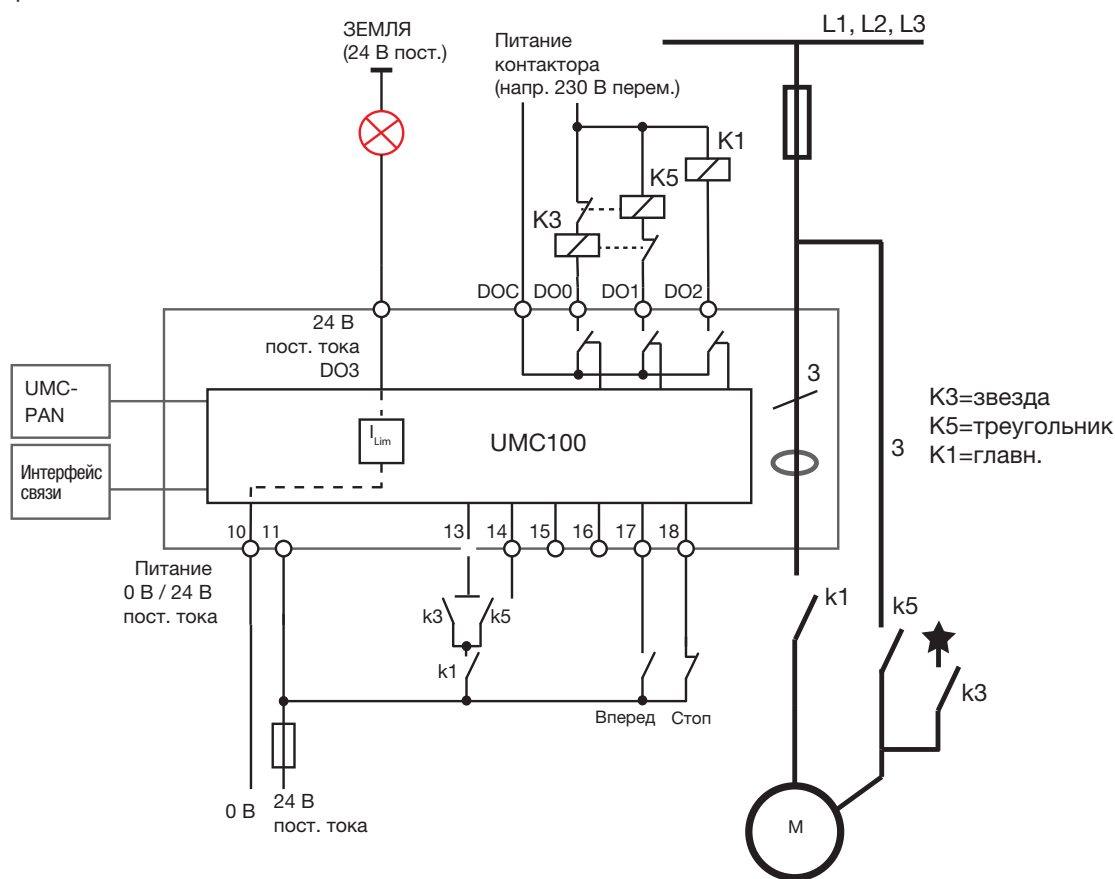 ЗЕМЛЯ
(24 В пост.)
Питание
контактора
(напр. 230 В перем.)
L1, L2, L3
K1
K5
K3
DOC
DO0
DO1
DO2
24 В
пост. тока
DO3
3
UMC-
PAN
Интерфейс
связи
I Lim
UMC100
K3=звезда
K5=треугольник
K1=главн.
3
10
11
13
14
15
16
17
18
Питание
0 В / 24 В
пост. тока
k3
k5
k1
Вперед
Стоп
k1
k5
k3
0 В
24 В
пост. тока
M